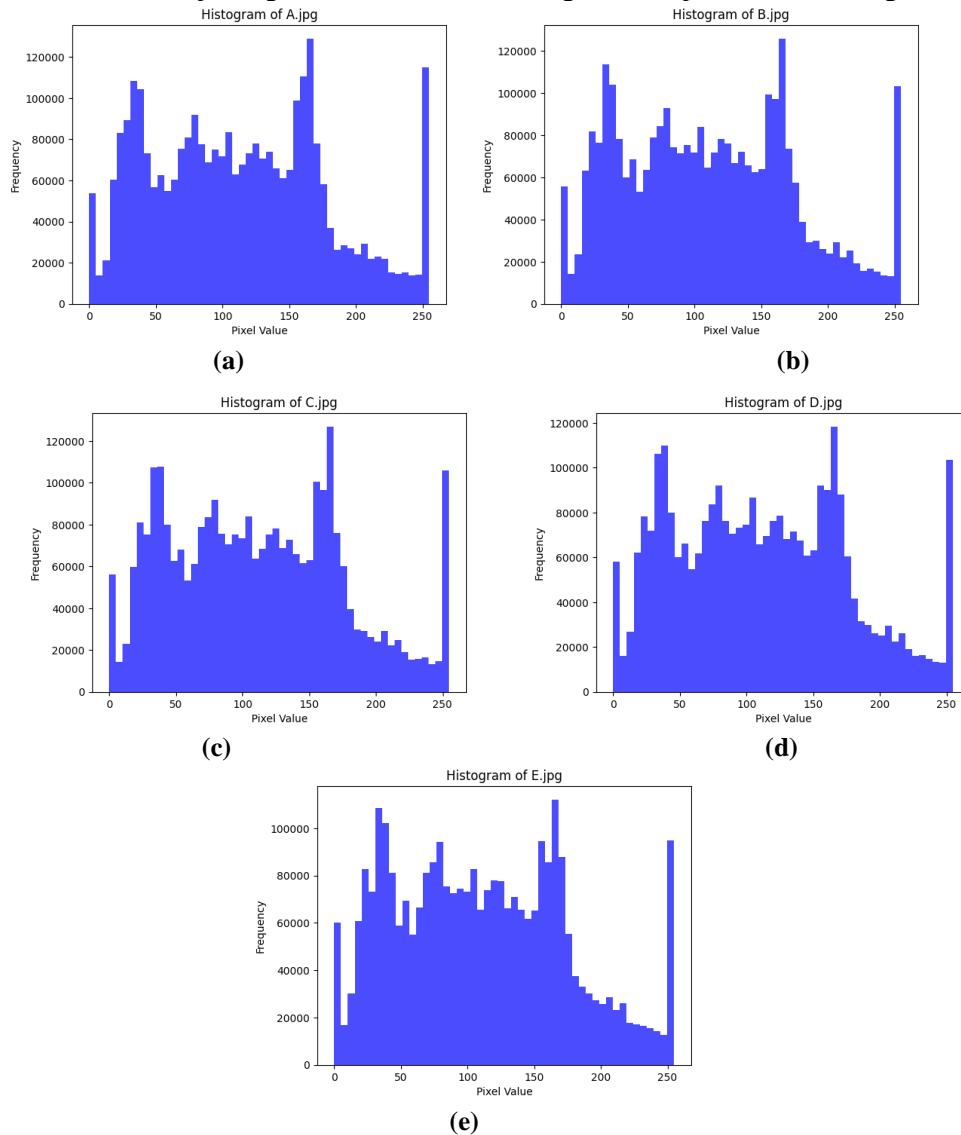 Histogram of A.jpg
120000
100000
80000
60000
40000
20000
0
Frequency
0 50 100 150 200 250
Pixel Value
(a)
Histogram of B.jpg
120000
100000
80000
60000
40000
20000
0
Frequency
0 50 100 150 200 250
Pixel Value
(b)
Histogram of C.jpg
120000
100000
80000
60000
40000
20000
0
Frequency
0 50 100 150 200 250
Pixel Value
(c)
Histogram of D.jpg
120000
100000
80000
60000
40000
20000
0
Frequency
0 50 100 150 200 250
Pixel Value
(d)
Histogram of E.jpg
100000
80000
60000
40000
20000
0
Frequency
0 50 100 150 200 250
Pixel Value
(e)